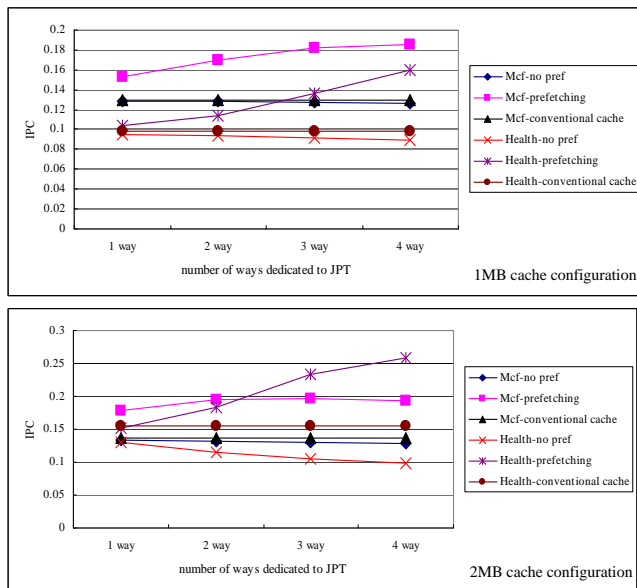 0.2
0.18
0.16
0.14
0.12
0.1
0.08
0.06
0.04
0.02
0
IPC
1 way 2 way 3 way 4 way
number of ways dedicated to JPT
Mcf-no pref
Mcf-prefetching
Mcf-conventional cache
Health-no pref
Health-prefetching
Health-conventional cache
1MB cache configuration
0.3
0.25
0.2
0.15
0.1
0.05
0
IPC
1 way 2 way 3 way 4 way
number of ways dedicated to JPT
Mcf-no pref
Mcf-prefetching
Mcf-conventional cache
Health-no pref
Health-prefetching
Health-conventional cache
2MB cache configuration